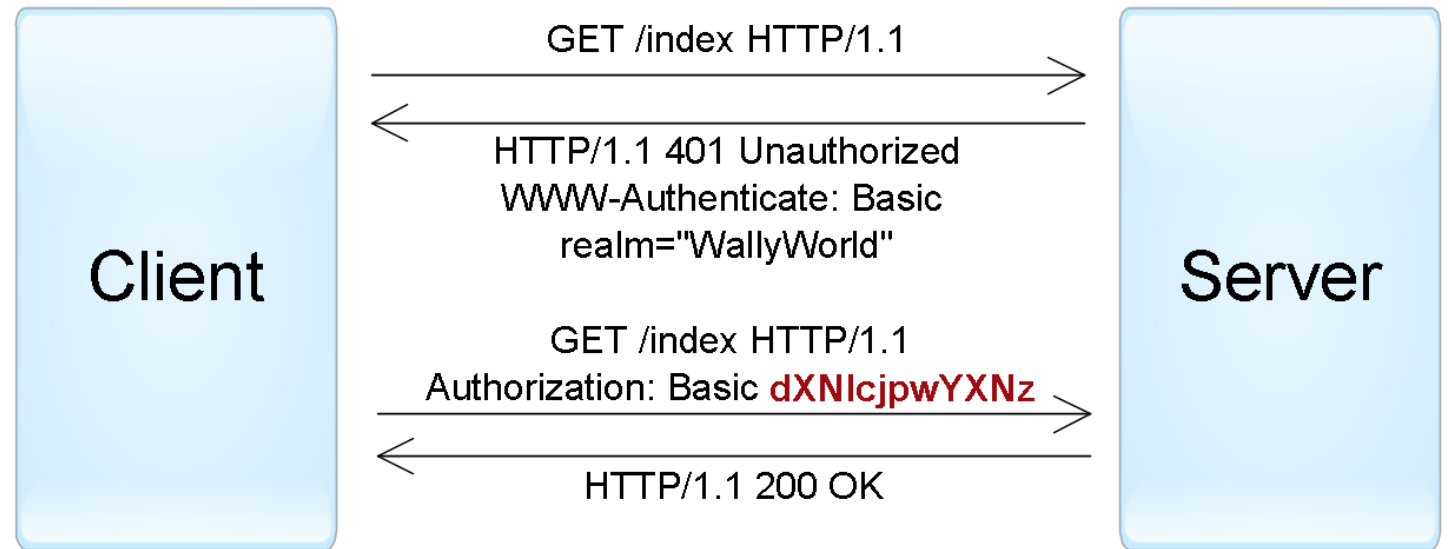 GET /index HTTP/1.1
HTTP/1.1 401 Unauthorized
WWW-Authenticate: Basic
realm="WallyWorld"
Client
Server
GET /index HTTP/1.1
Authorization: Basic dXNlcjpwYXNz
HTTP/1.1 200 OK